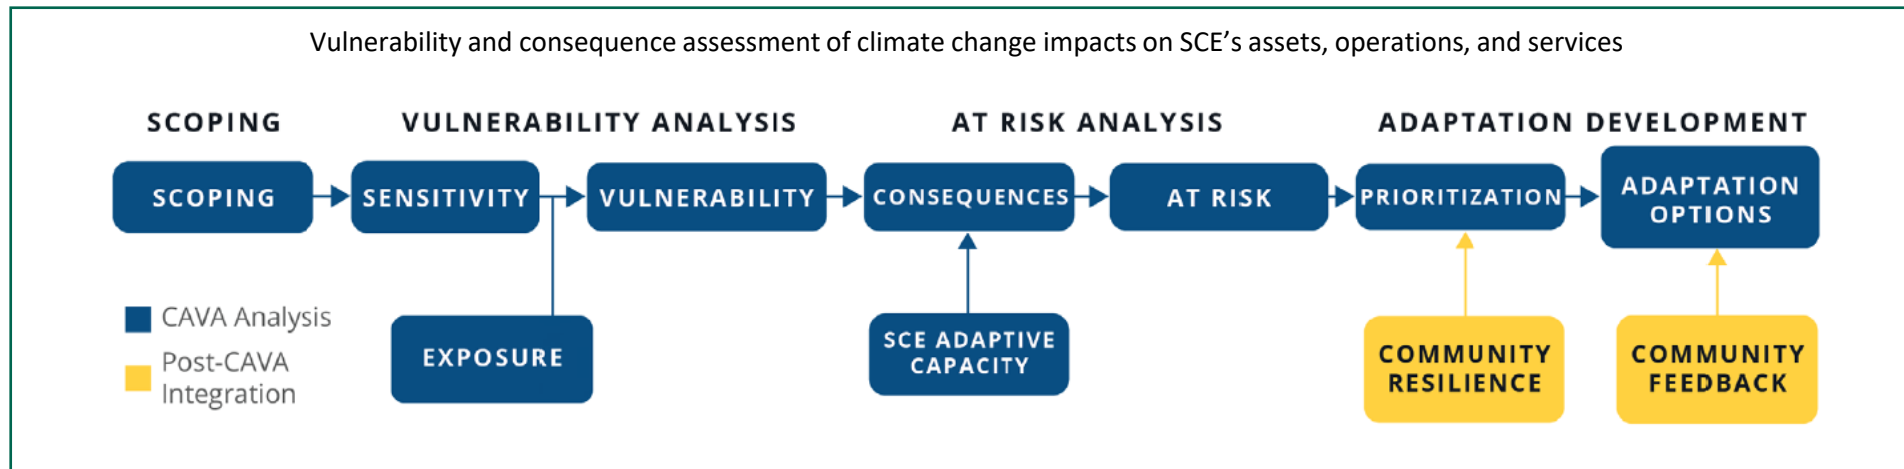 Vulnerability and consequence assessment of climate change impacts on SCE’s assets, operations, and services
SCOPING
VULNERABILITY ANALYSIS
AT RISK ANALYSIS
ADAPTATION DEVELOPMENT
SCOPING
SENSITIVITY
VULNERABILITY
CONSEQUENCES
AT RISK
PRIORITIZATION
ADAPTATION
OPTIONS
CAVA Analysis
Post-CAVA
Integration
EXPOSURE
SCE ADAPTIVE
CAPACITY
COMMUNITY
RESILIENCE
COMMUNITY
FEEDBACK